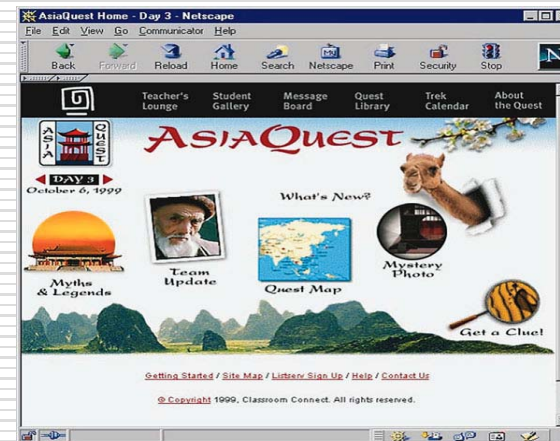 AsiaQuest Home - Day 3 - Netscape
File Edit View Go Communicator Help
Back Forward Reload Home Search Netscape Print Security Stop
N
Teacher's Lounge
Student Gallery
Message Board
Quest Library
Trek Calendar
About the Quest
ASIA QUEST
ASIAQUEST
DAY 3
October 6, 1999
What's New?
Myths & Legends
Team Update
Quest Map
Mystery Photo
Get a Clue!
Getting Started / Site Map / Listserv Sign Up / Help / Contact Us
© Copyright 1999, Classroom Connect. All rights reserved.